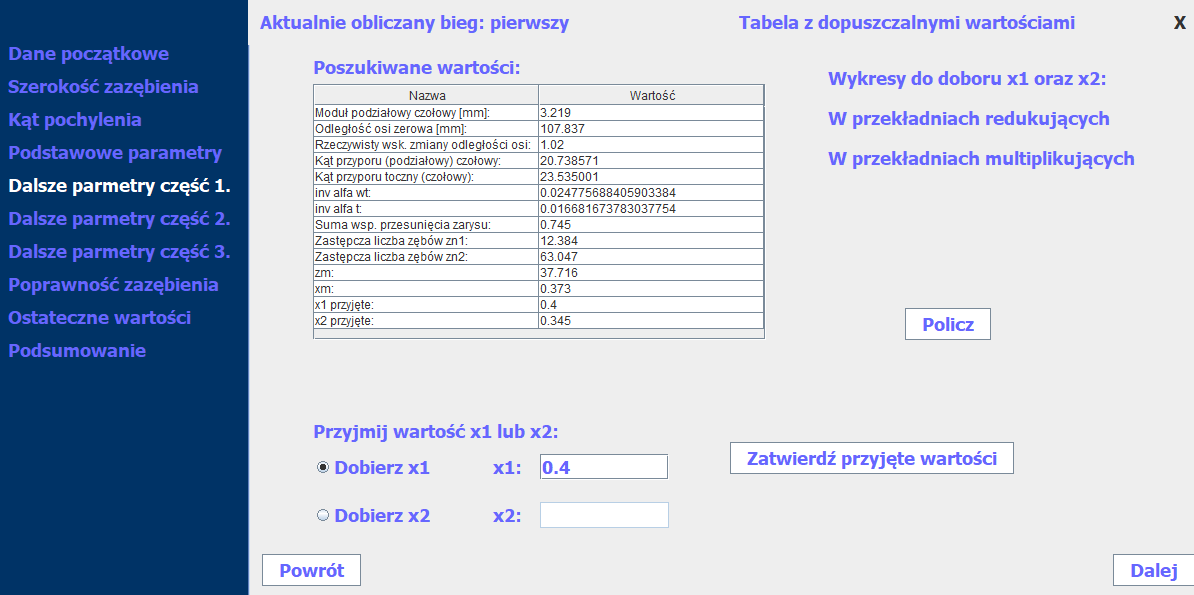 Aktualnie obliczany bieg: pierwszy
Tabela z dopuszczalnymi wartościami
X
Dane początkowe
Szerokość zazębienia
Kąt pochylenia
Podstawowe parametry
Dalsze parmetry część 1.
Dalsze parmetry część 2.
Dalsze parmetry część 3.
Poprawność zazębienia
Ostateczne wartości
Podsumowanie
Poszukiwane wartości:
Nazwa Wartość
Moduł podziałowy czołowy [mm]: 3.219
Odległość osi zerowa [mm]: 107.837
Rzeczywisty wsk. zmiany odległości osi: 1.02
Kąt przyporu (podziałowy) czołowy: 20.738571
Kąt przyporu toczny (czołowy): 23.535001
inv alfa wt: 0.024775688405903384
inv alfa t: 0.016681673783037754
Suma wsp. przesunięcia zarysu: 0.745
Zastępcza liczba zębów zn1: 12.384
Zastępcza liczba zębów zn2: 63.047
zm: 37.716
xm: 0.373
x1 przyjęte: 0.4
x2 przyjęte: 0.345
Wykresy do doboru x1 oraz x2:
W przekładniach redukujących
W przekładniach multiplikujących
Policz
Przyjmij wartość x1 lub x2:
Dobierz x1 x1: 0.4
Zatwierdź przyjęte wartości
Dobierz x2 x2:
Powrót
Dalej